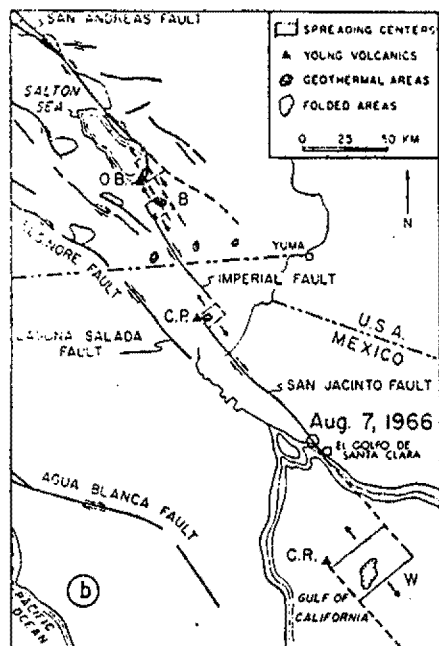 SAN ANDREAS FAULT
SPREADING CENTERS
YOUNG VOLCANICS
GEOTHERMAL AREAS
FOLDED AREAS
0 25 50 KM
N
SALTON
SEA
O.B.
B
YUMA
ELSINORE FAULT
IMPERIAL FAULT
C.P.
U.S.A.
MEXICO
LAGUNA SALADA
FAULT
SAN JACINTO FAULT
Aug. 7, 1966
EL GOLFO DE
SANTA CLARA
AGUA BLANCA FAULT
C.R.
W
b
GULF OF
CALIFORNIA
PACIFIC
OCEAN